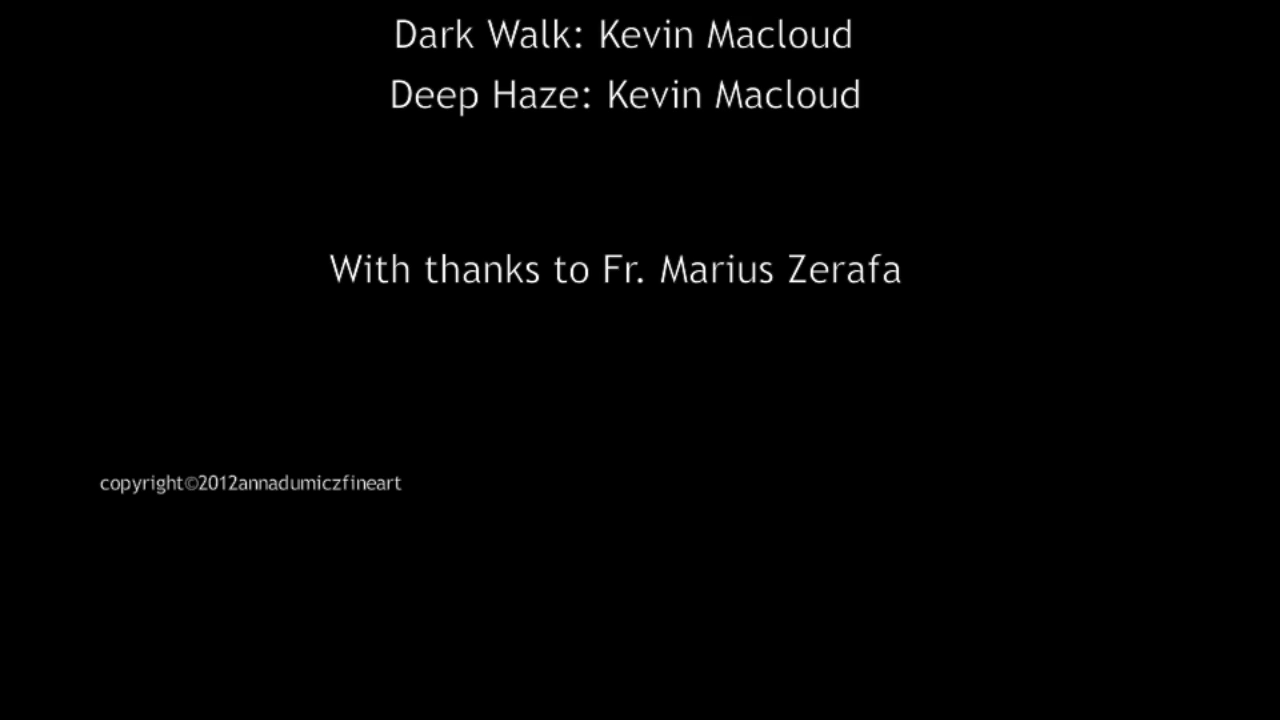 Dark Walk: Kevin Macloud
Deep Haze: Kevin Macloud
With thanks to Fr. Marius Zerafa
copyright©2012annadumiczfineart